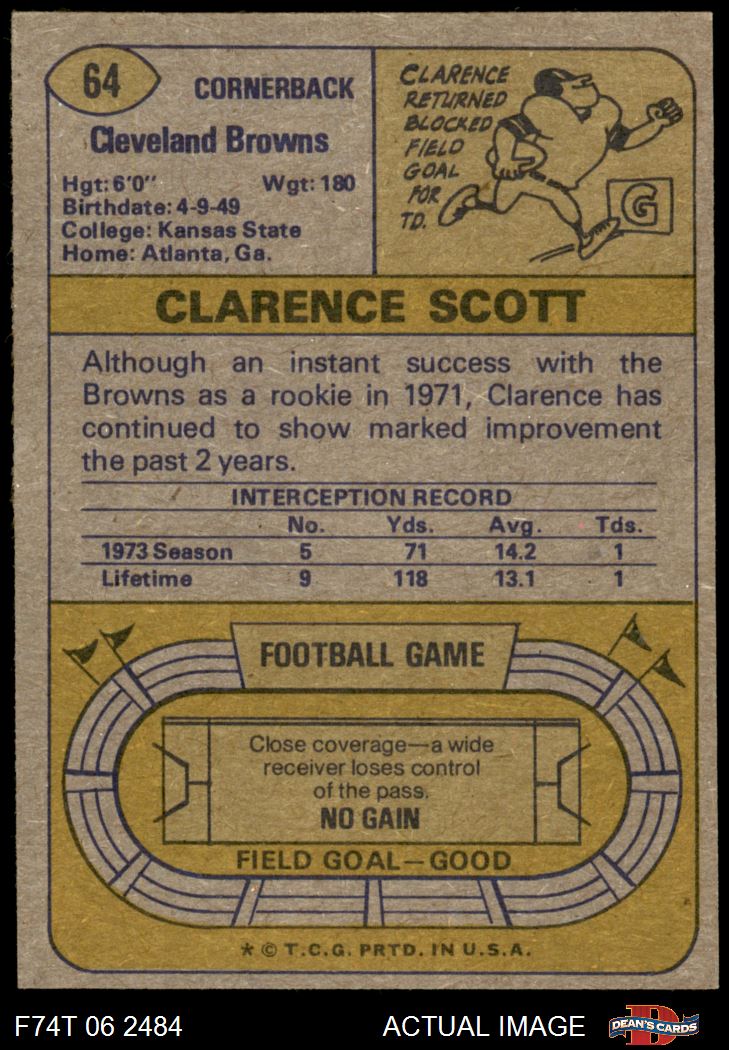 64
CORNERBACK
Cleveland Browns
Hgt: 6'0" Wgt: 180
Birthdate: 4-9-49
College: Kansas State
Home: Atlanta, Ga.
CLARENCE
RETURNED
BLOCKED
FIELD
GOAL
FOR
TD.
G
CLARENCE SCOTT
Although an instant success with the
Browns as a rookie in 1971, Clarence has
continued to show marked improvement
the past 2 years.
INTERCEPTION RECORD
No. Yds. Avg. Tds.
1973 Season 5 71 14.2 1
Lifetime 9 118 13.1 1
FOOTBALL GAME
Close coverage—a wide
receiver loses control
of the pass.
NO GAIN
FIELD GOAL—GOOD
* © T.C.G. PRTD. IN U.S.A.
F74T 06 2484 ACTUAL IMAGE
D
DEAN'S CARDS